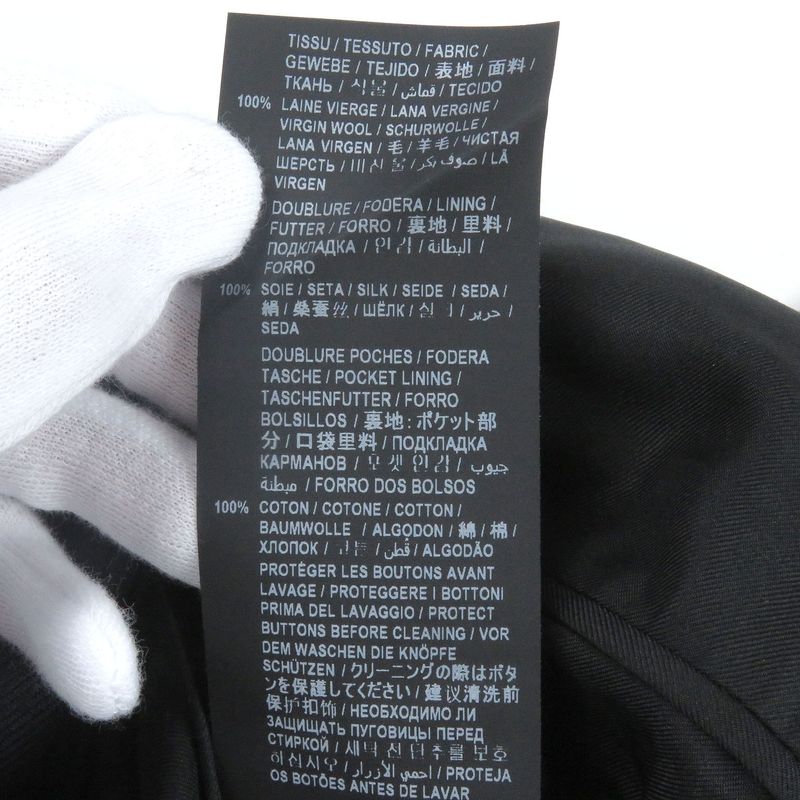 TISSU / TESSUTO / FABRIC /
GEWEBE / TEJIDO / 表地 / 面料 /
ТКАНЬ / 식물 / قماش / TECIDO
100% LAINE VIERGE / LANA VERGINE /
VIRGIN WOOL / SCHURWOLLE /
LANA VIRGEN / 毛 / 羊毛 / ЧИСТАЯ
ШЕРСТЬ / صوف بكر / LÃ
VIRGEN
DOUBLURE / FODERA / LINING /
FUTTER / FORRO / 裏地 / 里料 /
ПОДКЛАДКА / 안감 / البطانة /
FORRO
100% SOIE / SETA / SILK / SEIDE / SEDA /
絹 / 桑蚕丝 / ШЁЛК / حرير /
SEDA
DOUBLURE POCHES / FODERA
TASCHE / POCKET LINING /
TASCHENFUTTER / FORRO
BOLSILLOS / 裏地:ポケット部
分 / 口袋里料 / ПОДКЛАДКА
КАРМАНОВ / 포켓 안감 / جيوب
مبطنة / FORRO DOS BOLSOS
100% COTON / COTONE / COTTON /
BAUMWOLLE / ALGODON / 綿 / 棉 /
ХЛОПОК / قطن / ALGODÃO
PROTÉGER LES BOUTONS AVANT
LAVAGE / PROTEGGERE I BOTTONI
PRIMA DEL LAVAGGIO / PROTECT
BUTTONS BEFORE CLEANING / VOR
DEM WASCHEN DIE KNÖPFE
SCHÜTZEN / クリーニングの際はボタ
ンを保護してください / 建议清洗前
保护扣饰 / НЕОБХОДИМО ЛИ
ЗАЩИЩАТЬ ПУГОВИЦЫ ПЕРЕД
СТИРКОЙ / 세탁 전 단추를 보호
하십시오 / احمي الأزرار / PROTEJA
OS BOTÕES ANTES DE LAVAR